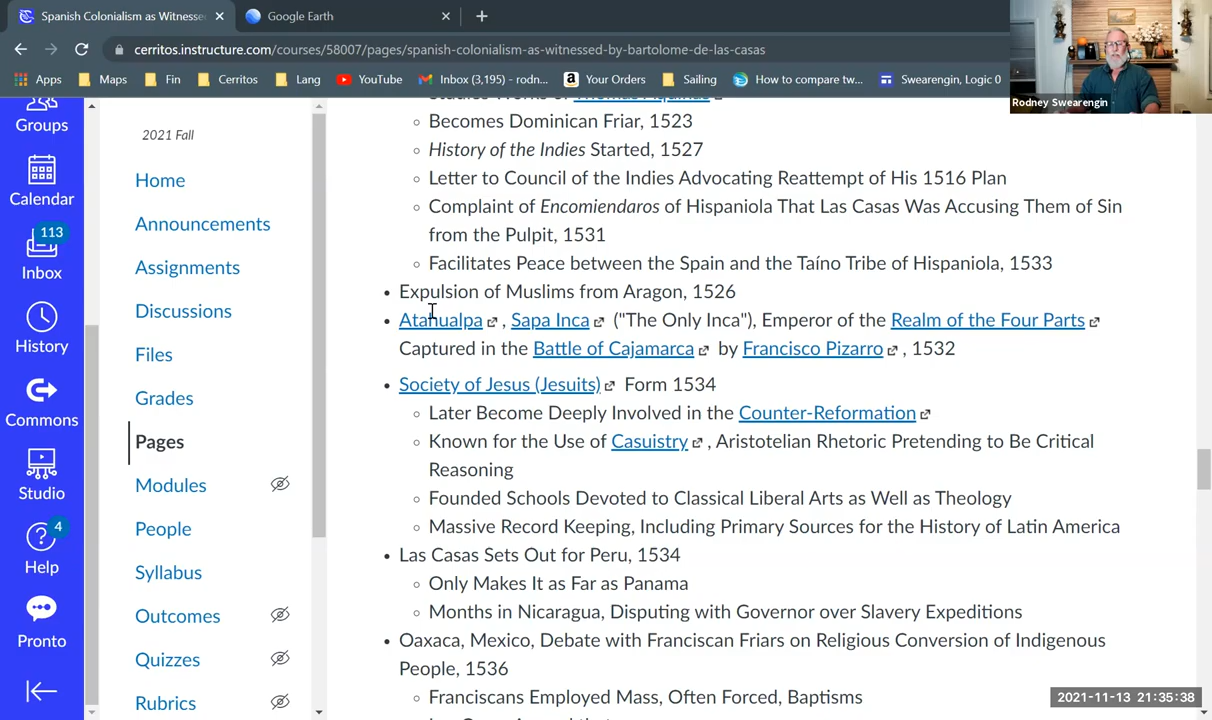 Spanish Colonialism as Witnesse
Google Earth
cerritos.instructure.com/courses/58007/pages/spanish-colonialism-as-witnessed-by-bartolome-de-las-casas
Apps Maps Fin Cerritos Lang YouTube Inbox (3,195) - rodn... Your Orders Sailing How to compare tw... Swearengin, Logic 0
Rodney Swearengin
Groups
Calendar
113
Inbox
History
Commons
Studio
4
Help
Pronto
2021 Fall
Home
Announcements
Assignments
Discussions
Files
Grades
Pages
Modules
People
Syllabus
Outcomes
Quizzes
Rubrics
Studies Works of Thomas Aquinas
Becomes Dominican Friar, 1523
History of the Indies Started, 1527
Letter to Council of the Indies Advocating Reattempt of His 1516 Plan
Complaint of Encomiendaros of Hispaniola That Las Casas Was Accusing Them of Sin
from the Pulpit, 1531
Facilitates Peace between the Spain and the Taíno Tribe of Hispaniola, 1533
Expulsion of Muslims from Aragon, 1526
Atahualpa , Sapa Inca ("The Only Inca"), Emperor of the Realm of the Four Parts
Captured in the Battle of Cajamarca by Francisco Pizarro , 1532
Society of Jesus (Jesuits) Form 1534
Later Become Deeply Involved in the Counter-Reformation
Known for the Use of Casuistry , Aristotelian Rhetoric Pretending to Be Critical
Reasoning
Founded Schools Devoted to Classical Liberal Arts as Well as Theology
Massive Record Keeping, Including Primary Sources for the History of Latin America
Las Casas Sets Out for Peru, 1534
Only Makes It as Far as Panama
Months in Nicaragua, Disputing with Governor over Slavery Expeditions
Oaxaca, Mexico, Debate with Franciscan Friars on Religious Conversion of Indigenous
People, 1536
Franciscans Employed Mass, Often Forced, Baptisms
2021-11-13 21:35:38